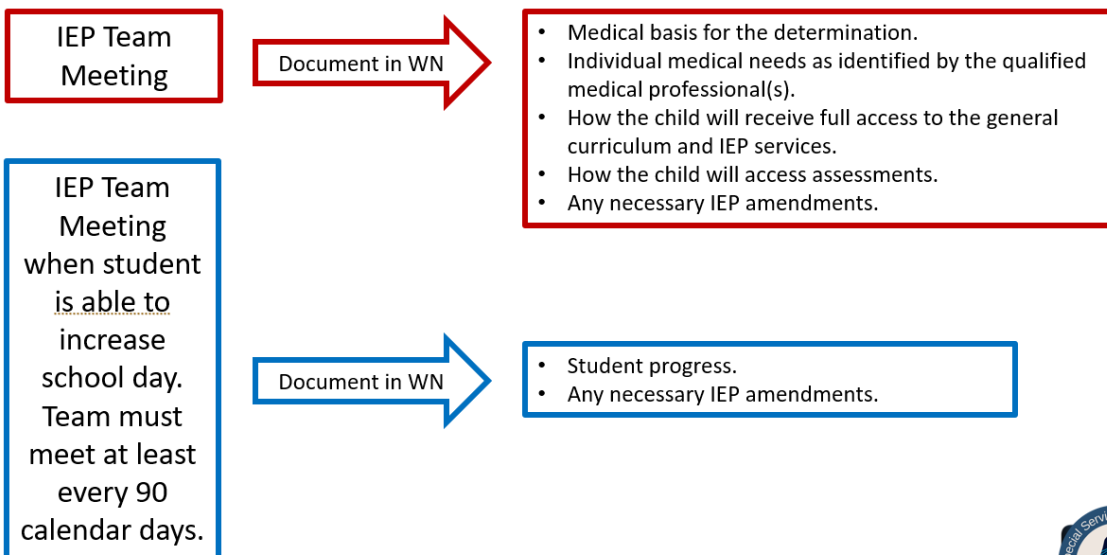 IEP Team
Meeting
Document in WN
• Medical basis for the determination.
• Individual medical needs as identified by the qualified
medical professional(s).
• How the child will receive full access to the general
curriculum and IEP services.
• How the child will access assessments.
• Any necessary IEP amendments.
IEP Team
Meeting
when student
is able to
increase
school day.
Team must
meet at least
every 90
calendar days.
Document in WN
• Student progress.
• Any necessary IEP amendments.